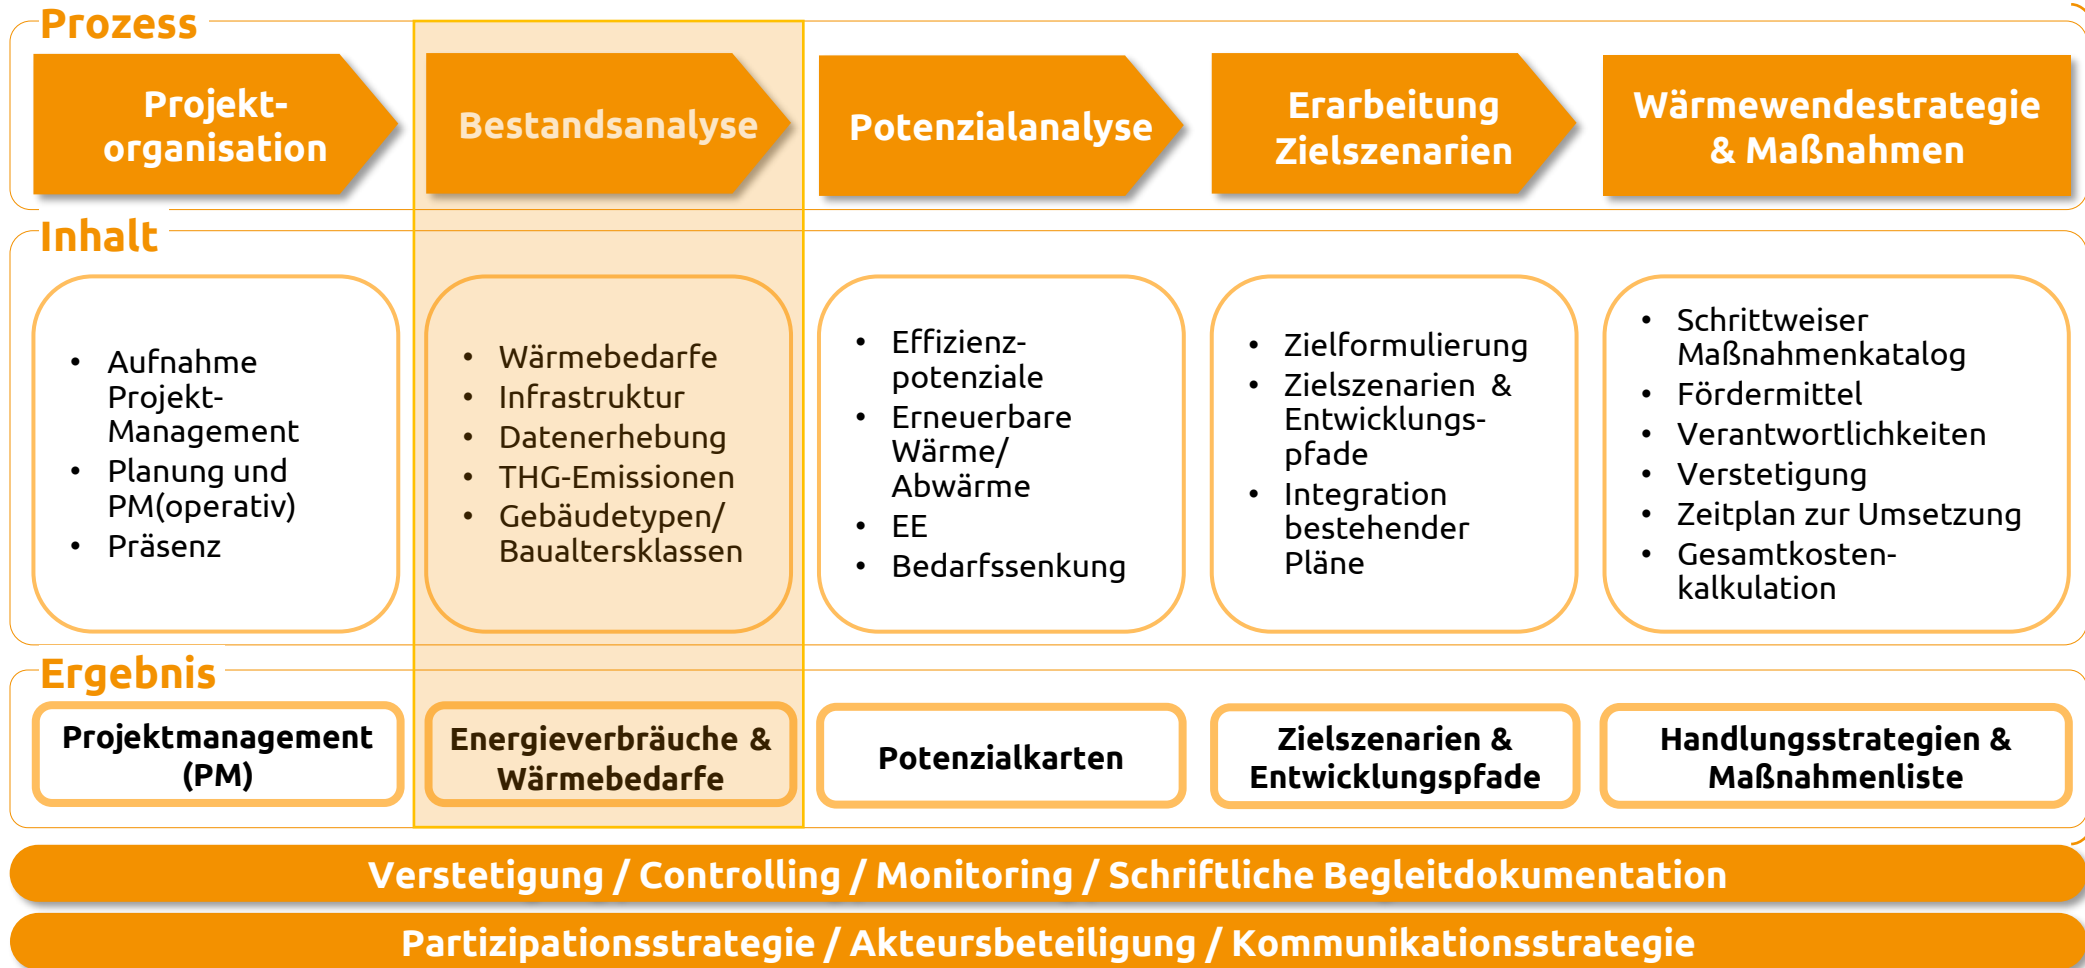 Prozess
Projekt-
organisation
Bestandsanalyse
Potenzialanalyse
Erarbeitung
Zielszenarien
Wärmewendestrategie
& Maßnahmen
Inhalt
• Aufnahme
Projekt-
Management
• Planung und
PM(operativ)
• Präsenz
• Wärmebedarfe
• Infrastruktur
• Datenerhebung
• THG-Emissionen
• Gebäudetypen/
Baualtersklassen
• Effizienz-
potenziale
• Erneuerbare
Wärme/
Abwärme
• EE
• Bedarfssenkung
• Zielformulierung
• Zielszenarien &
Entwicklungs-
pfade
• Integration
bestehender
Pläne
• Schrittweiser
Maßnahmenkatalog
• Fördermittel
• Verantwortlichkeiten
• Verstetigung
• Zeitplan zur Umsetzung
• Gesamtkosten-
kalkulation
Ergebnis
Projektmanagement
(PM)
Energieverbräuche &
Wärmebedarfe
Potenzialkarten
Zielszenarien &
Entwicklungspfade
Handlungsstrategien &
Maßnahmenliste
Verstetigung / Controlling / Monitoring / Schriftliche Begleitdokumentation
Partizipationsstrategie / Akteursbeteiligung / Kommunikationsstrategie